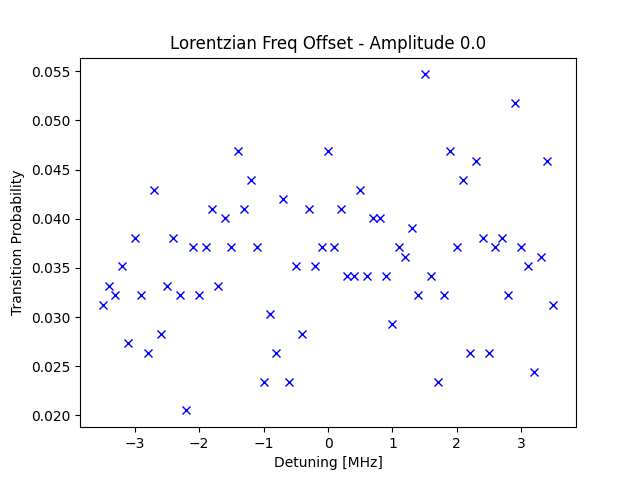 Lorentzian Freq Offset - Amplitude 0.0
Transition Probability
0.055
0.050
0.045
0.040
0.035
0.030
0.025
0.020
−3 −2 −1 0 1 2 3
Detuning [MHz]